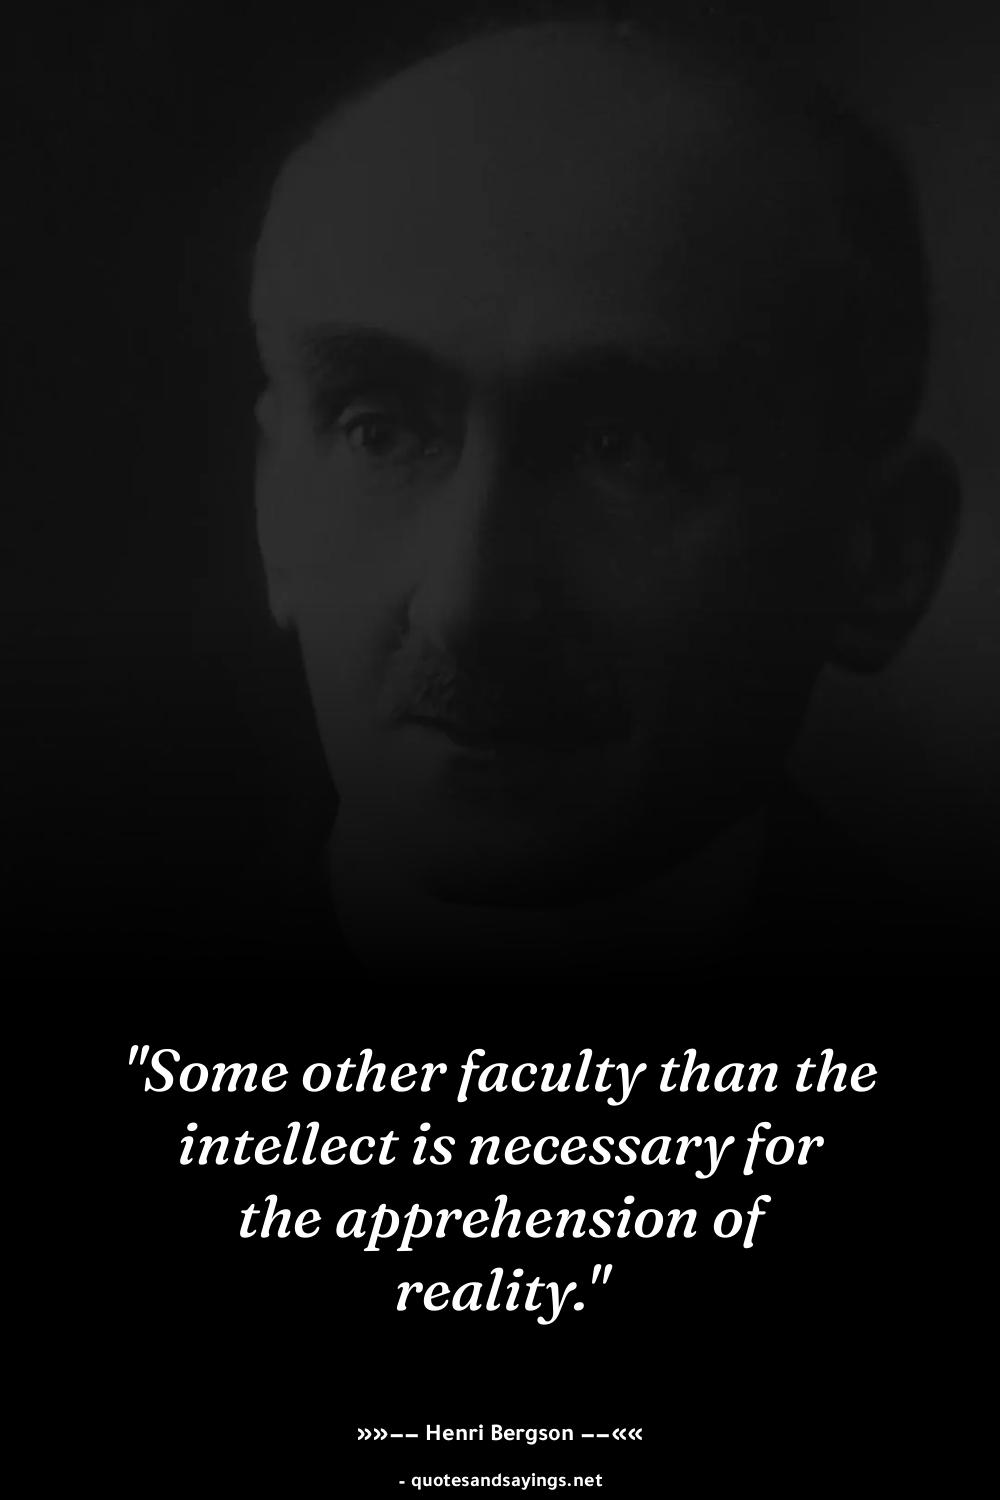 "Some other faculty than the
intellect is necessary for
the apprehension of
reality."
»»−− Henri Bergson −−««
- quotesandsayings.net